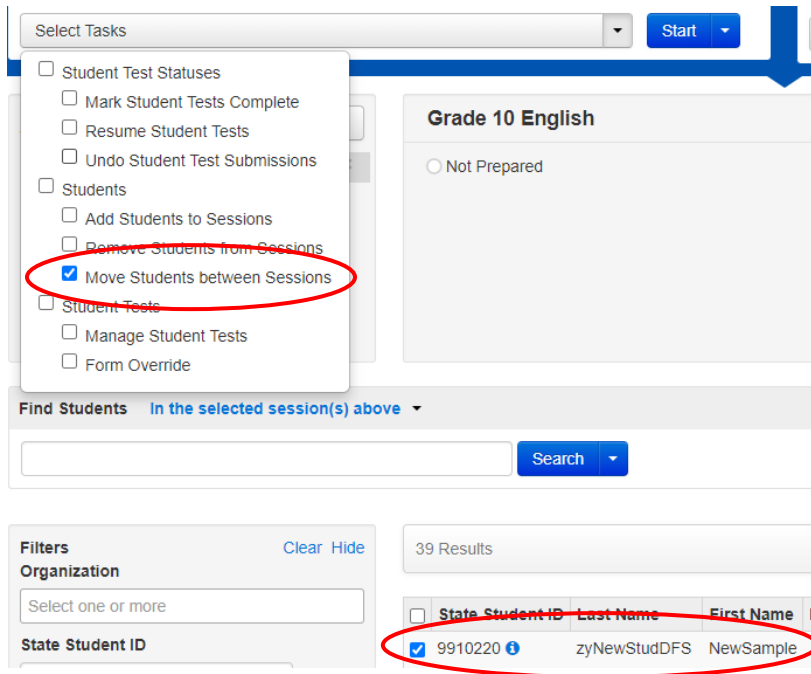 Select Tasks
Start
Student Test Statuses
Mark Student Tests Complete
Resume Student Tests
Undo Student Test Submissions
Students
Add Students to Sessions
Remove Students from Sessions
Move Students between Sessions
Student Tests
Manage Student Tests
Form Override
Grade 10 English
Not Prepared
Find Students In the selected session(s) above
Search
Filters Clear Hide
Organization
Select one or more
State Student ID
39 Results
State Student ID Last Name First Name
9910220 zyNewStudDFS NewSample